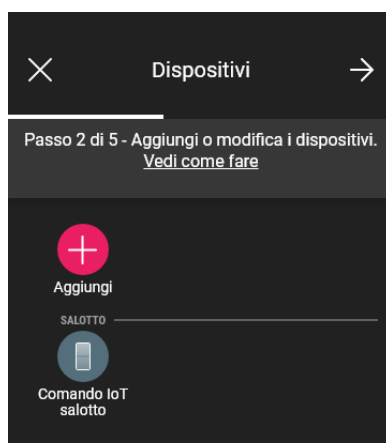 Dispositivi
Passo 2 di 5 - Aggiungi o modifica i dispositivi.
Vedi come fare
Aggiungi
SALOTTO
Comando IoT
salotto